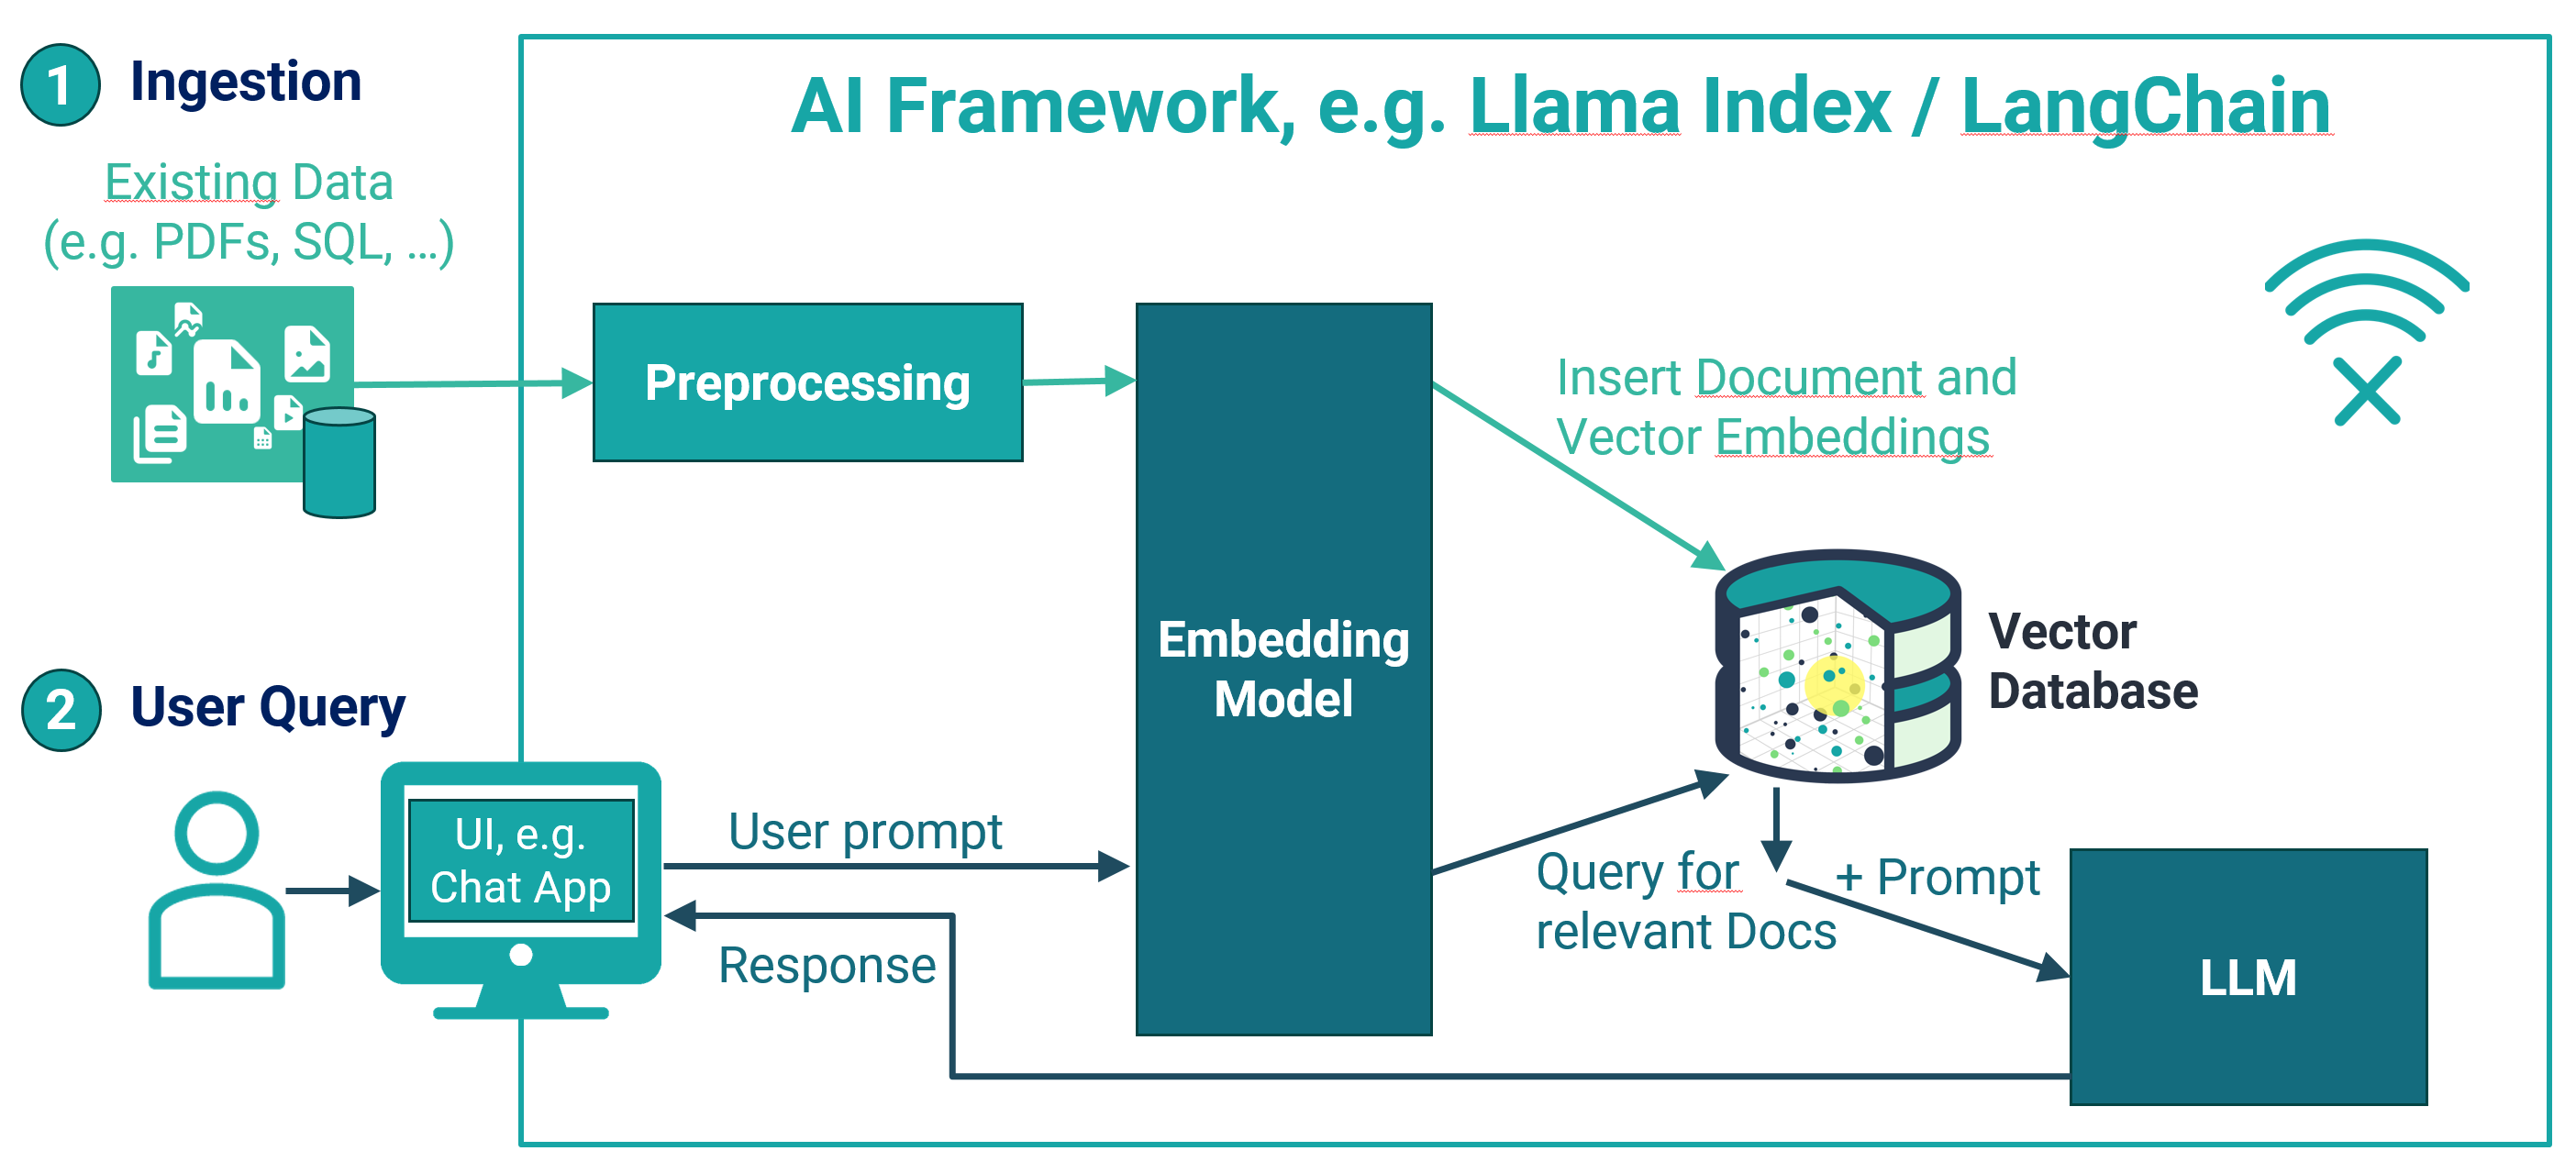 1 Ingestion
AI Framework, e.g. Llama Index / LangChain
Existing Data
(e.g. PDFs, SQL, ...)
Preprocessing
Embedding
Model
Insert Document and
Vector Embeddings
Vector
Database
2 User Query
UI, e.g.
Chat App
User prompt
Response
Query for
relevant Docs
+ Prompt
LLM